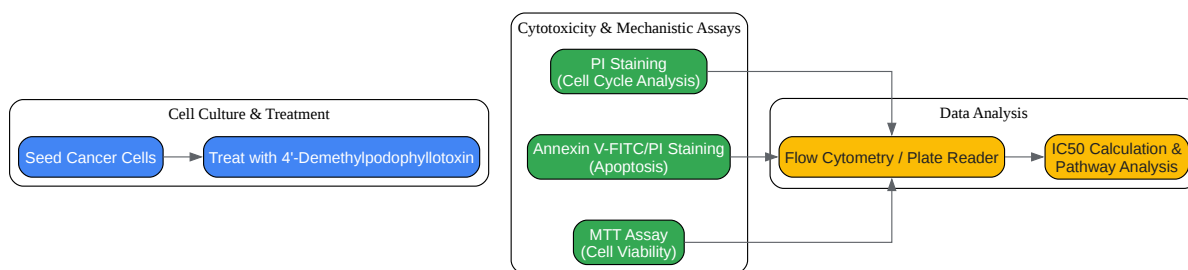 Cell Culture & Treatment
Seed Cancer Cells
Treat with 4'-Demethylpodophyllotoxin
Cytotoxicity & Mechanistic Assays
PI Staining
(Cell Cycle Analysis)
Annexin V-FITC/PI Staining
(Apoptosis)
MTT Assay
(Cell Viability)
Data Analysis
Flow Cytometry / Plate Reader
IC50 Calculation &
Pathway Analysis